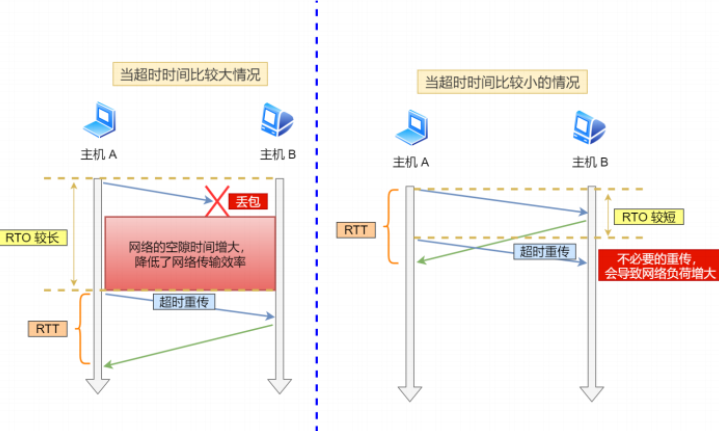 当超时时间比较大情况
主机 A
主机 B
丢包
RTO 较长
网络的空隙时间增大,
降低了网络传输效率
超时重传
RTT
当超时时间比较小的情况
主机 A
主机 B
RTT
RTO 较短
超时重传
不必要的重传,
会导致网络负荷增大